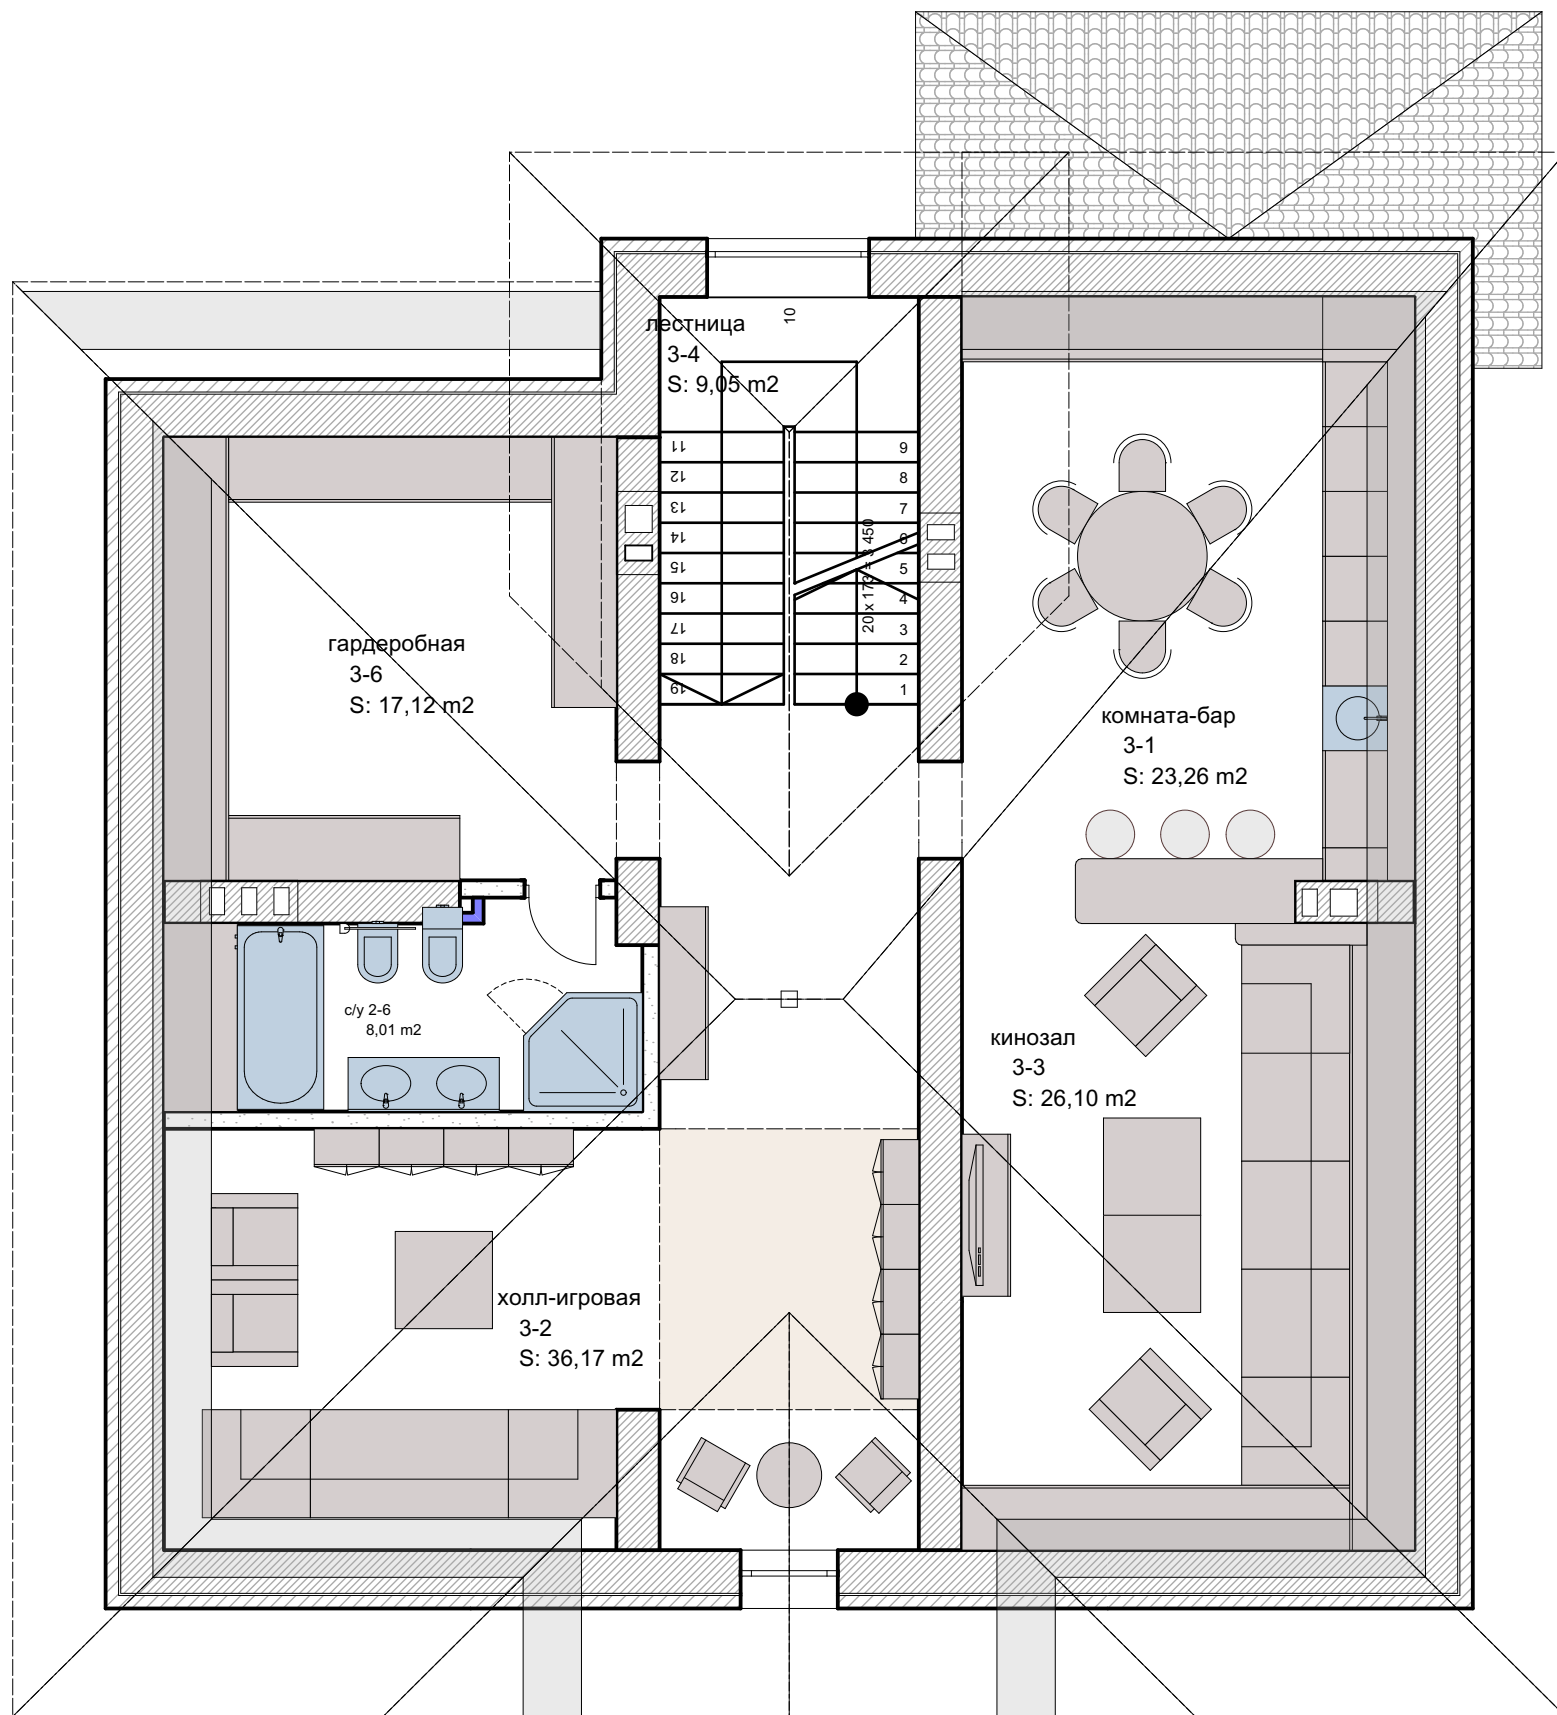 10
лестница
3-4
S: 9,05 m2
11
12
13
14
15
16
17
18
19
9
8
7
6
5
4
3
2
1
20 x 173 = 3 450
гардеробная
3-6
S: 17,12 m2
комната-бар
3-1
S: 23,26 m2
с/у 2-6
8,01 m2
кинозал
3-3
S: 26,10 m2
холл-игровая
3-2
S: 36,17 m2